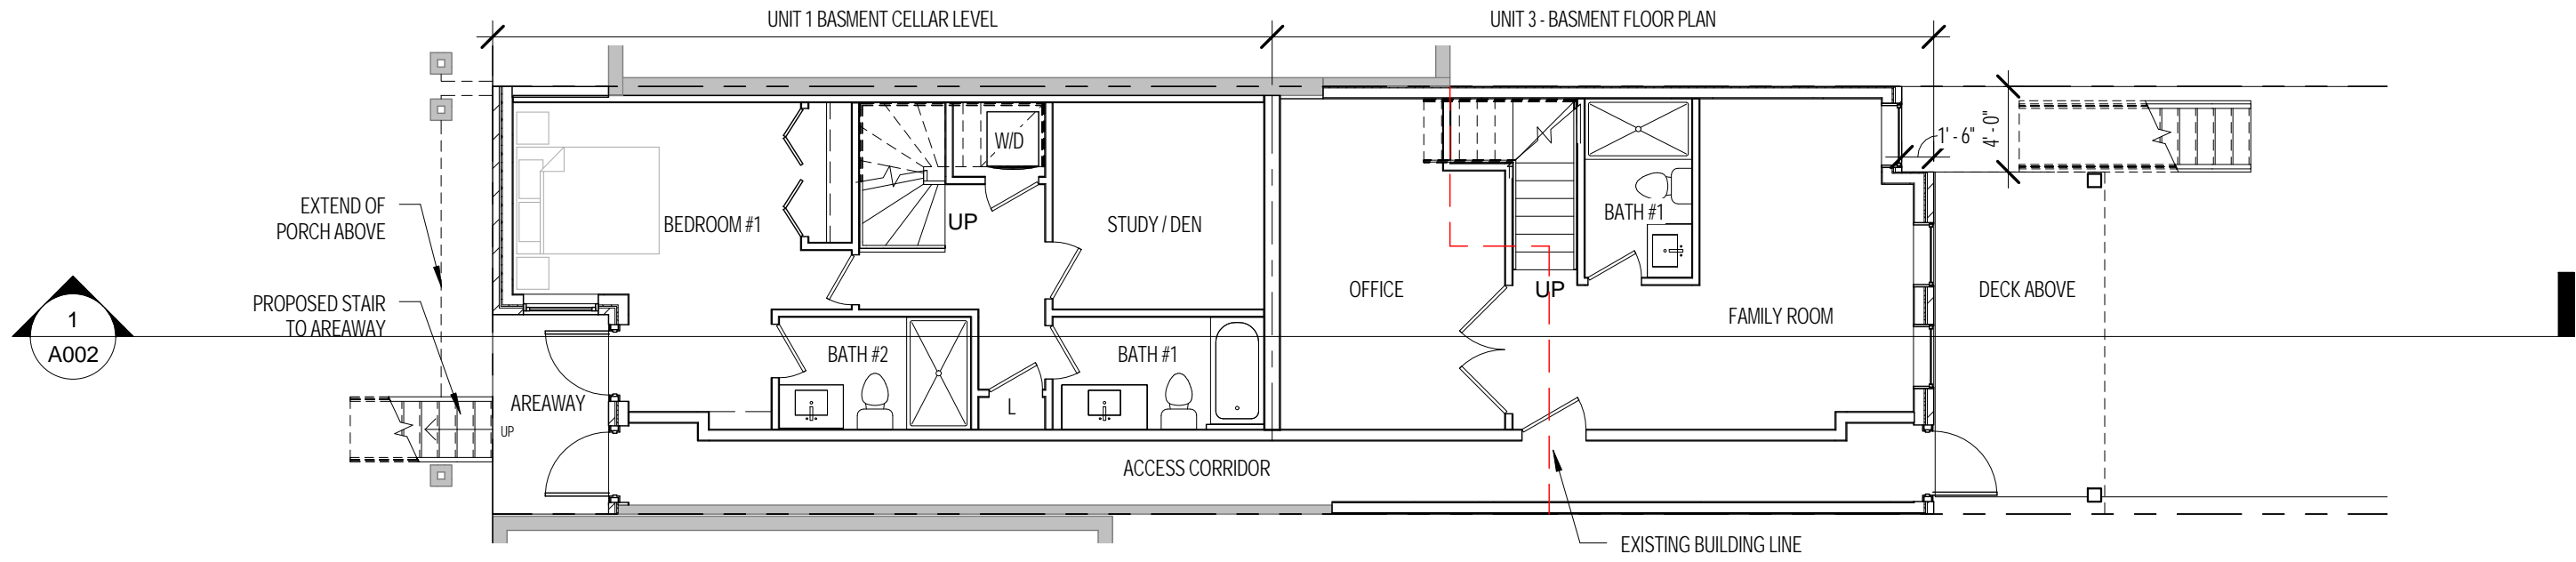 UNIT 1 BASMENT CELLAR LEVEL
UNIT 3 - BASMENT FLOOR PLAN
1' - 6"
4' - 0"
W/D
EXTEND OF
PORCH ABOVE
BEDROOM #1
UP
STUDY / DEN
BATH #1
OFFICE
UP
DECK ABOVE
PROPOSED STAIR
TO AREAWAY
FAMILY ROOM
1
A002
BATH #2
BATH #1
AREAWAY
L
UP
ACCESS CORRIDOR
EXISTING BUILDING LINE